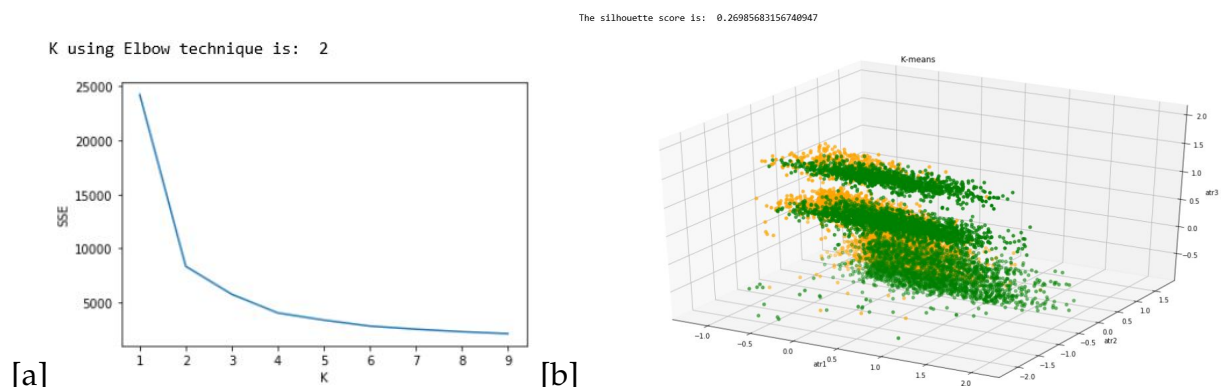 The silhouette score is: 0.26985683156740947
K using Elbow technique is: 2
25000
20000
15000
10000
5000
SSE
1 2 3 4 5 6 7 8 9
K
[a]
K-means
2.0
1.5
1.0
0.5
0.0
-0.5
atr3
-1.0 -0.5 0.0 0.5 1.0 1.5 2.0
atr1
-2.0 -1.5 -1.0 -0.5 0.0 0.5 1.0 1.5
atr2
[b]